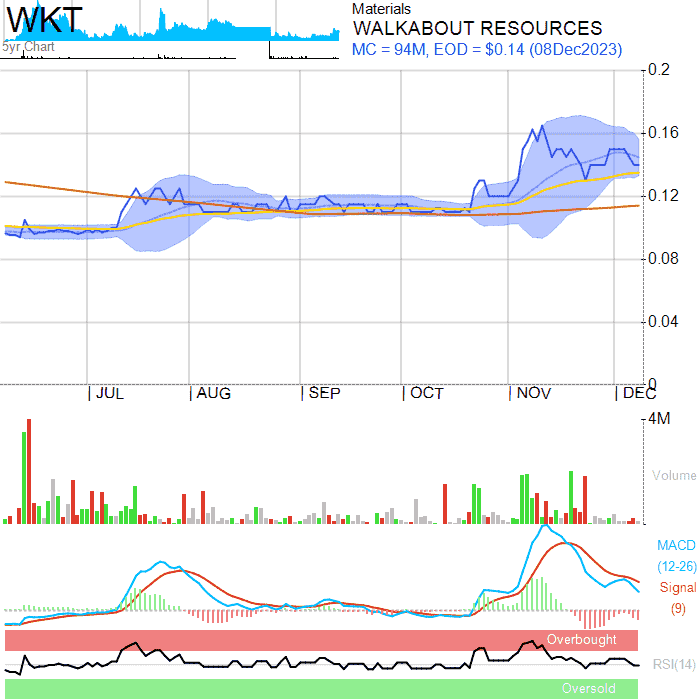 WKT
5yr Chart
Materials
WALKABOUT RESOURCES
MC = 94M, EOD = $0.14 (08Dec2023)
0.2
0.16
0.12
0.08
0.04
0
JUL AUG SEP OCT NOV DEC
4M
Volume
MACD
(12-26)
Signal
(9)
Overbought
RSI(14)
Oversold